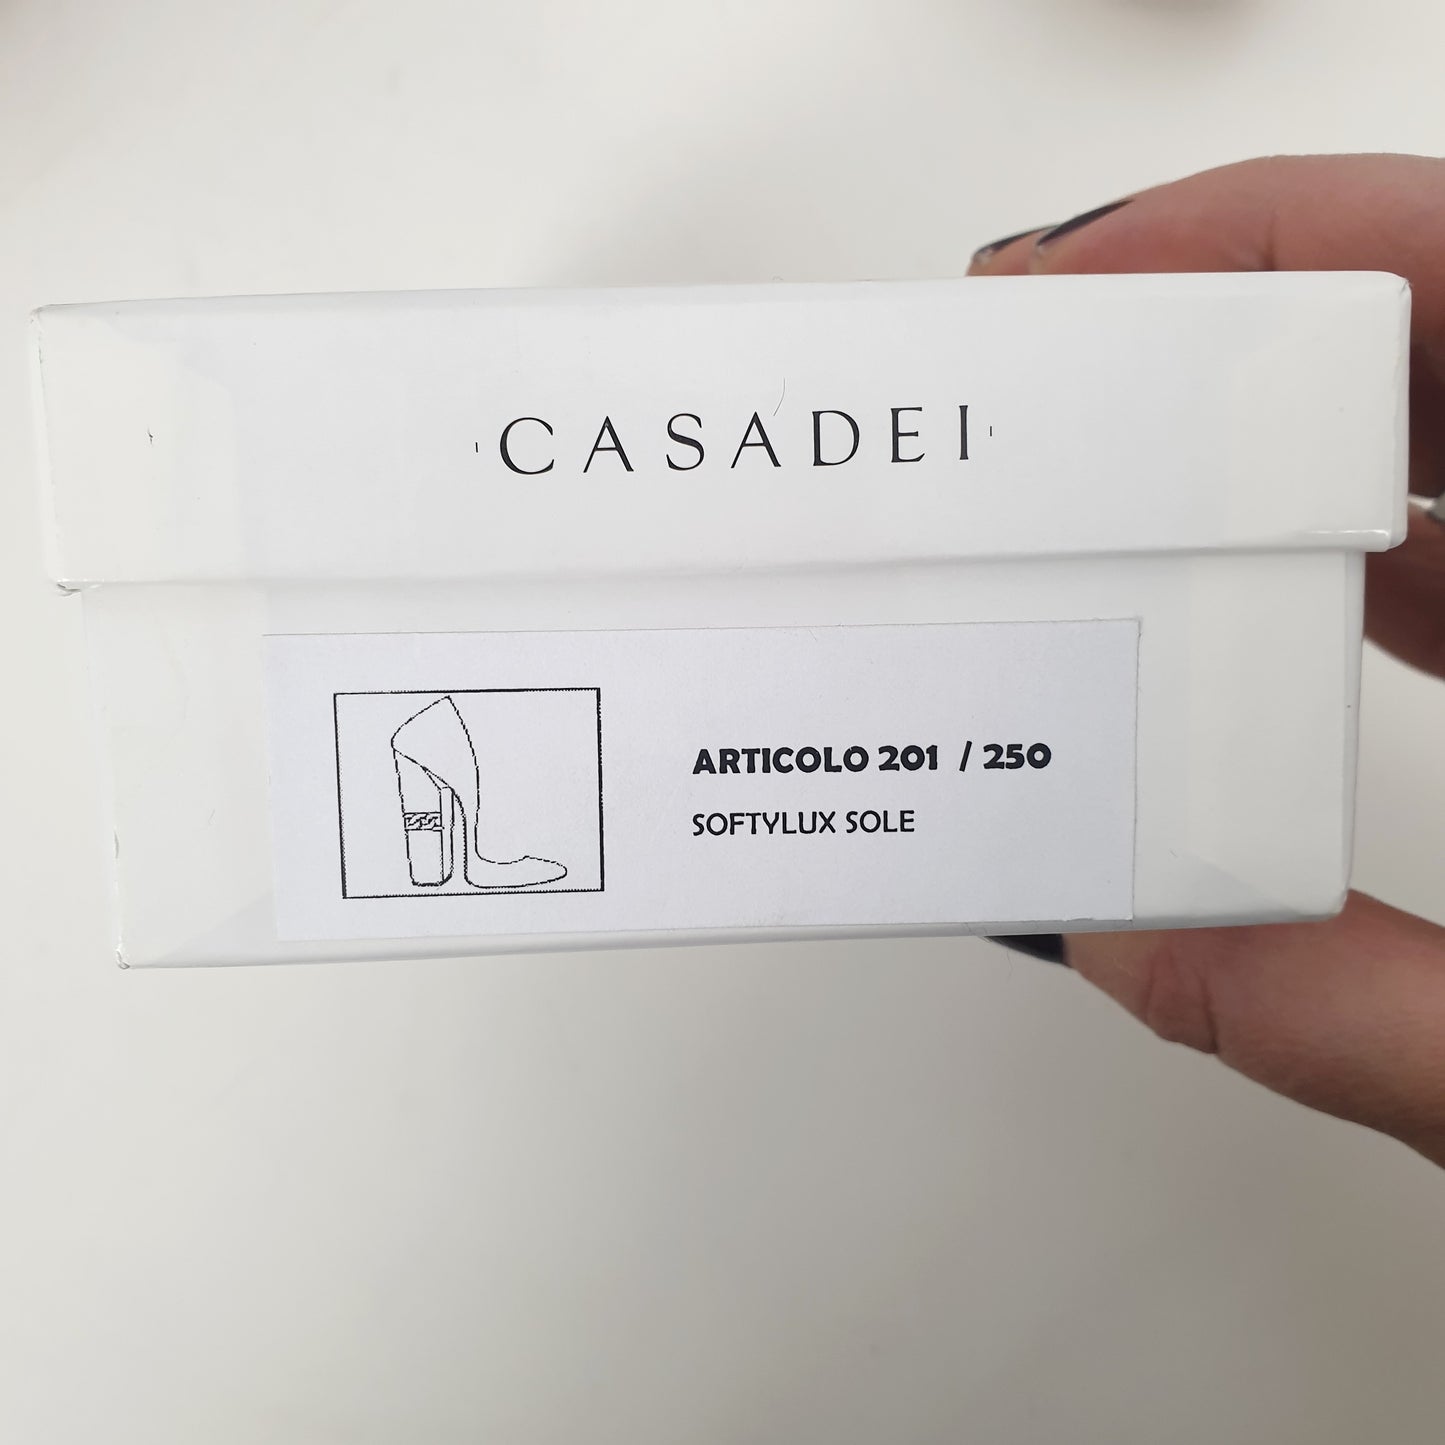 CASADEI
ARTICOLO 201 / 250
SOFTYLUX SOLE